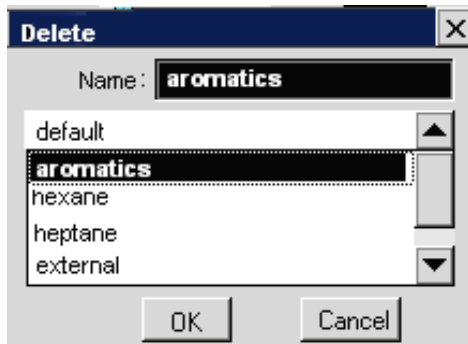 Delete
Name: aromatics
default
aromatics
hexane
heptane
external
OK Cancel